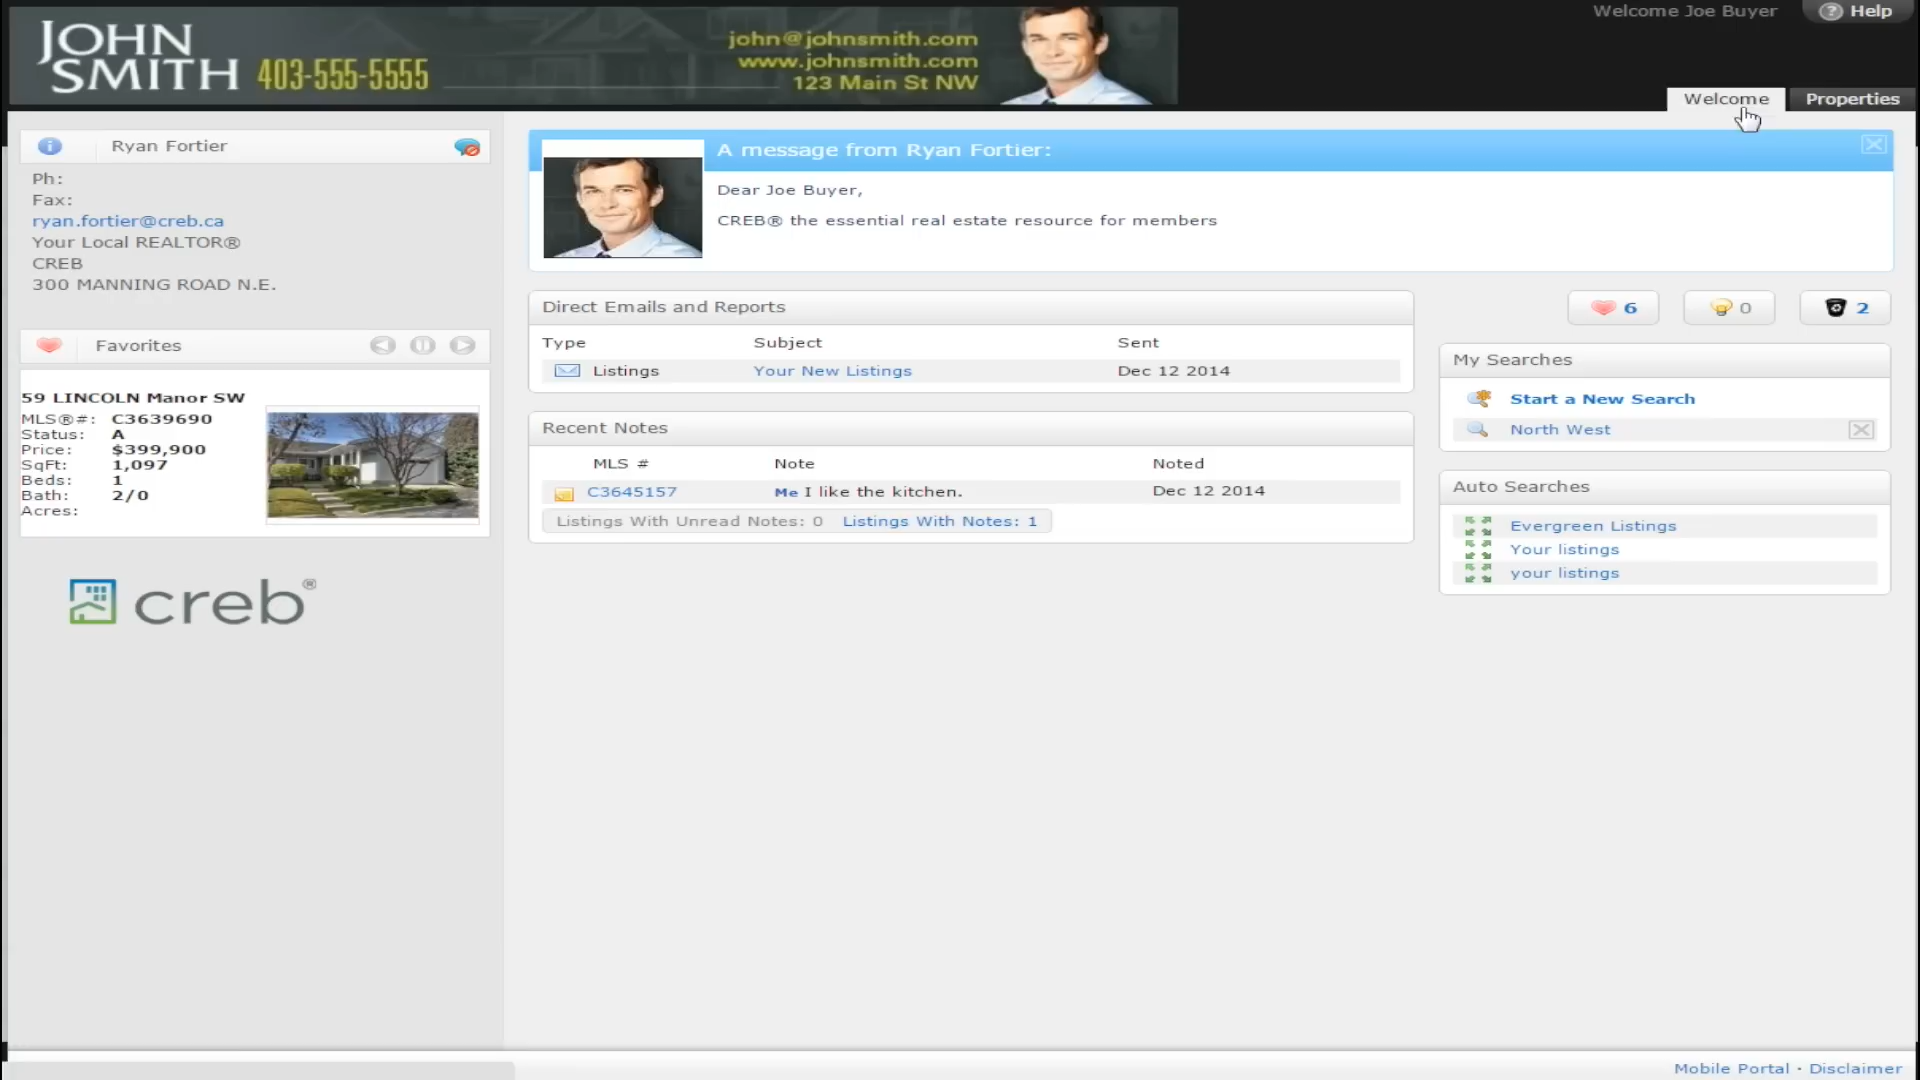 JOHN
SMITH 403-555-5555
john@johnsmith.com
www.johnsmith.com
123 Main St NW
Welcome Joe Buyer
Help
Welcome
Properties
Ryan Fortier
Ph:
Fax:
ryan.fortier@creb.ca
Your Local REALTOR®
CREB
300 MANNING ROAD N.E.
Favorites
59 LINCOLN Manor SW
MLS®#: C3639690
Status: A
Price: $399,900
SqFt: 1,097
Beds: 1
Bath: 2/0
Acres:
creb®
A message from Ryan Fortier:
Dear Joe Buyer,
CREB® the essential real estate resource for members
Direct Emails and Reports
Type Subject Sent
Listings Your New Listings Dec 12 2014
Recent Notes
MLS # Note Noted
C3645157 Me I like the kitchen. Dec 12 2014
Listings With Unread Notes: 0 Listings With Notes: 1
6 0 2
My Searches
Start a New Search
North West
Auto Searches
Evergreen Listings
Your listings
your listings
Mobile Portal · Disclaimer